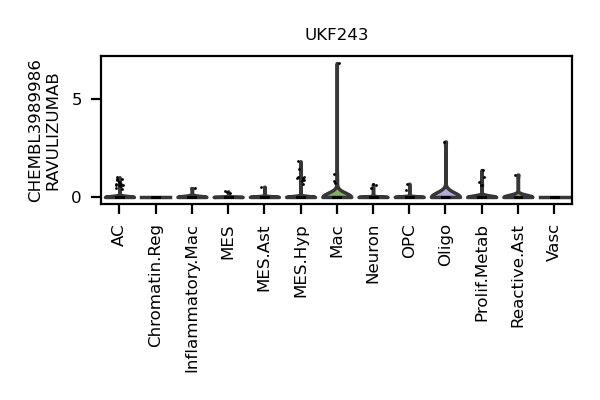 UKF243
CHEMBL3989986
RAVULIZUMAB
5
0
AC
Chromatin.Reg
Inflammatory.Mac
MES
MES.Ast
MES.Hyp
Mac
Neuron
OPC
Oligo
Prolif.Metab
Reactive.Ast
Vasc